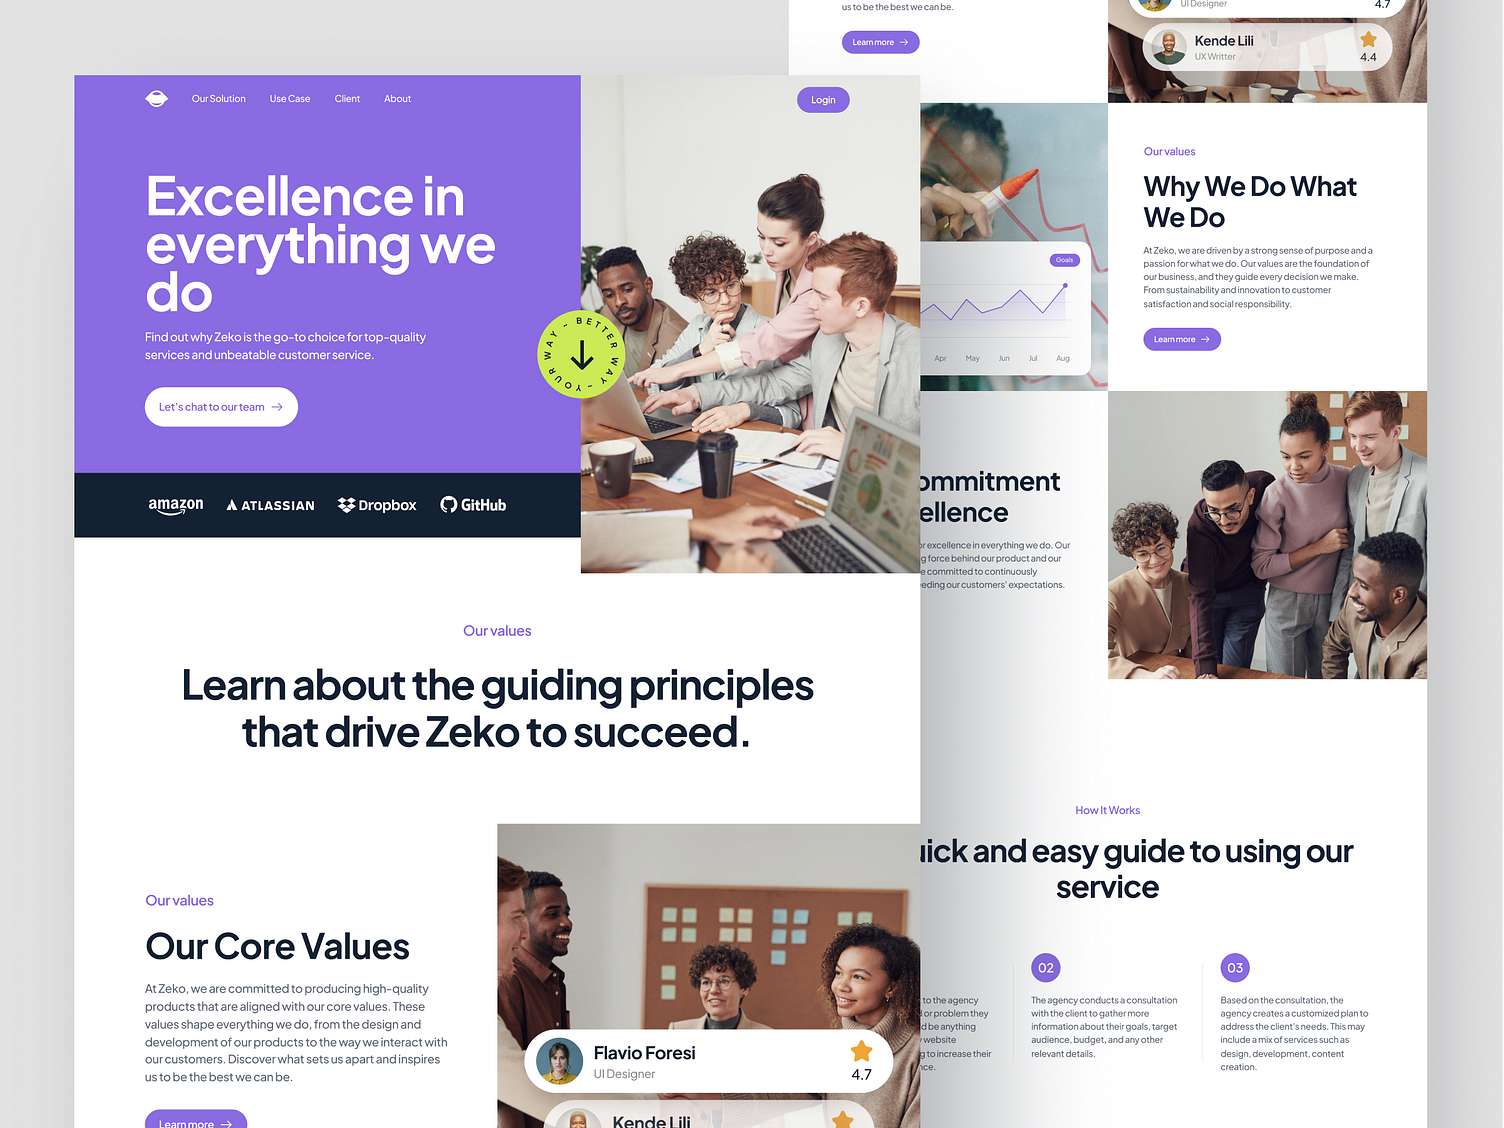 Our Solution
Use Case
Client
About
Login
Excellence in
everything we
do
Find out why Zeko is the go-to choice for top-quality
services and unbeatable customer service.
Let's chat to our team
BETTER WAY ~ YOUR WAY ~
amazon
ATLASSIAN
Dropbox
GitHub
Our values
Learn about the guiding principles
that drive Zeko to succeed.
Our values
Our Core Values
At Zeko, we are committed to producing high-quality
products that are aligned with our core values. These
values shape everything we do, from the design and
development of our products to the way we interact with
our customers. Discover what sets us apart and inspires
us to be the best we can be.
Learn more
Flavio Foresi
UI Designer
4.7
Kende Lili
us to be the best we can be.
Learn more
UI Designer
4.7
Kende Lili
UX Writter
4.4
Goals
Apr
May
Jun
Jul
Aug
Our values
Why We Do What
We Do
At Zeko, we are driven by a strong sense of purpose and a
passion for what we do. Our values are the foundation of
our business, and they guide every decision we make.
From sustainability and innovation to customer
satisfaction and social responsibility.
Learn more
ommitment
ellence
or excellence in everything we do. Our
g force behind our product and our
e committed to continuously
eding our customers' expectations.
How It Works
uick and easy guide to using our
service
to the agency
d or problem they
d be anything
website
g to increase their
nce.
02
The agency conducts a consultation
with the client to gather more
information about their goals, target
audience, budget, and any other
relevant details.
03
Based on the consultation, the
agency creates a customized plan to
address the client's needs. This may
include a mix of services such as
design, development, content
creation.